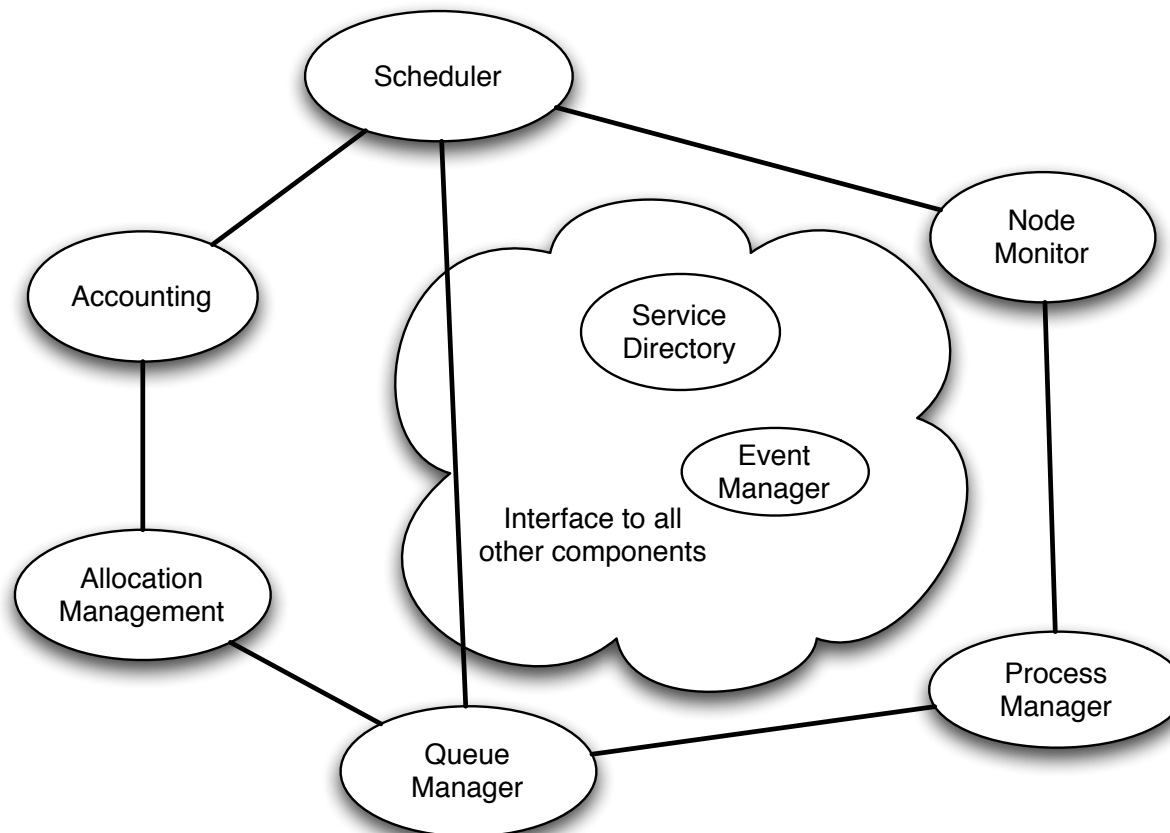 Scheduler
Node
Monitor
Accounting
Service
Directory
Event
Manager
Interface to all
other components
Allocation
Management
Process
Manager
Queue
Manager